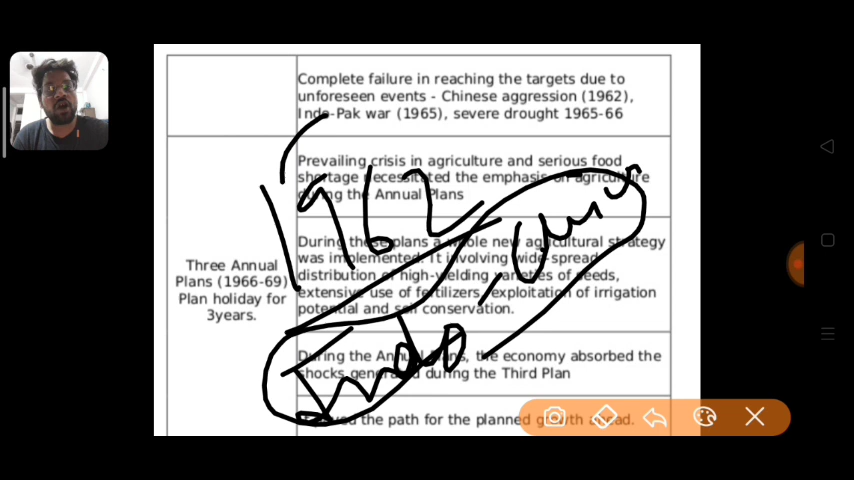 Complete failure in reaching the targets due to
unforeseen events - Chinese aggression (1962),
Indo-Pak war (1965), severe drought 1965-66
Prevailing crisis in agriculture and serious food
shortage necessitated the emphasis on agriculture
during the Annual Plans
Three Annual
Plans (1966-69)
Plan holiday for
3years.
During these plans a whole new agricultural strategy
was implemented. It involving wide-spread
distribution of high-yielding varieties of seeds,
extensive use of fertilizers, exploitation of irrigation
potential and soil conservation.
During the Annual Plans, the economy absorbed the
shocks generated during the Third Plan
paved the path for the planned growth ahead.
1962
Indo - China